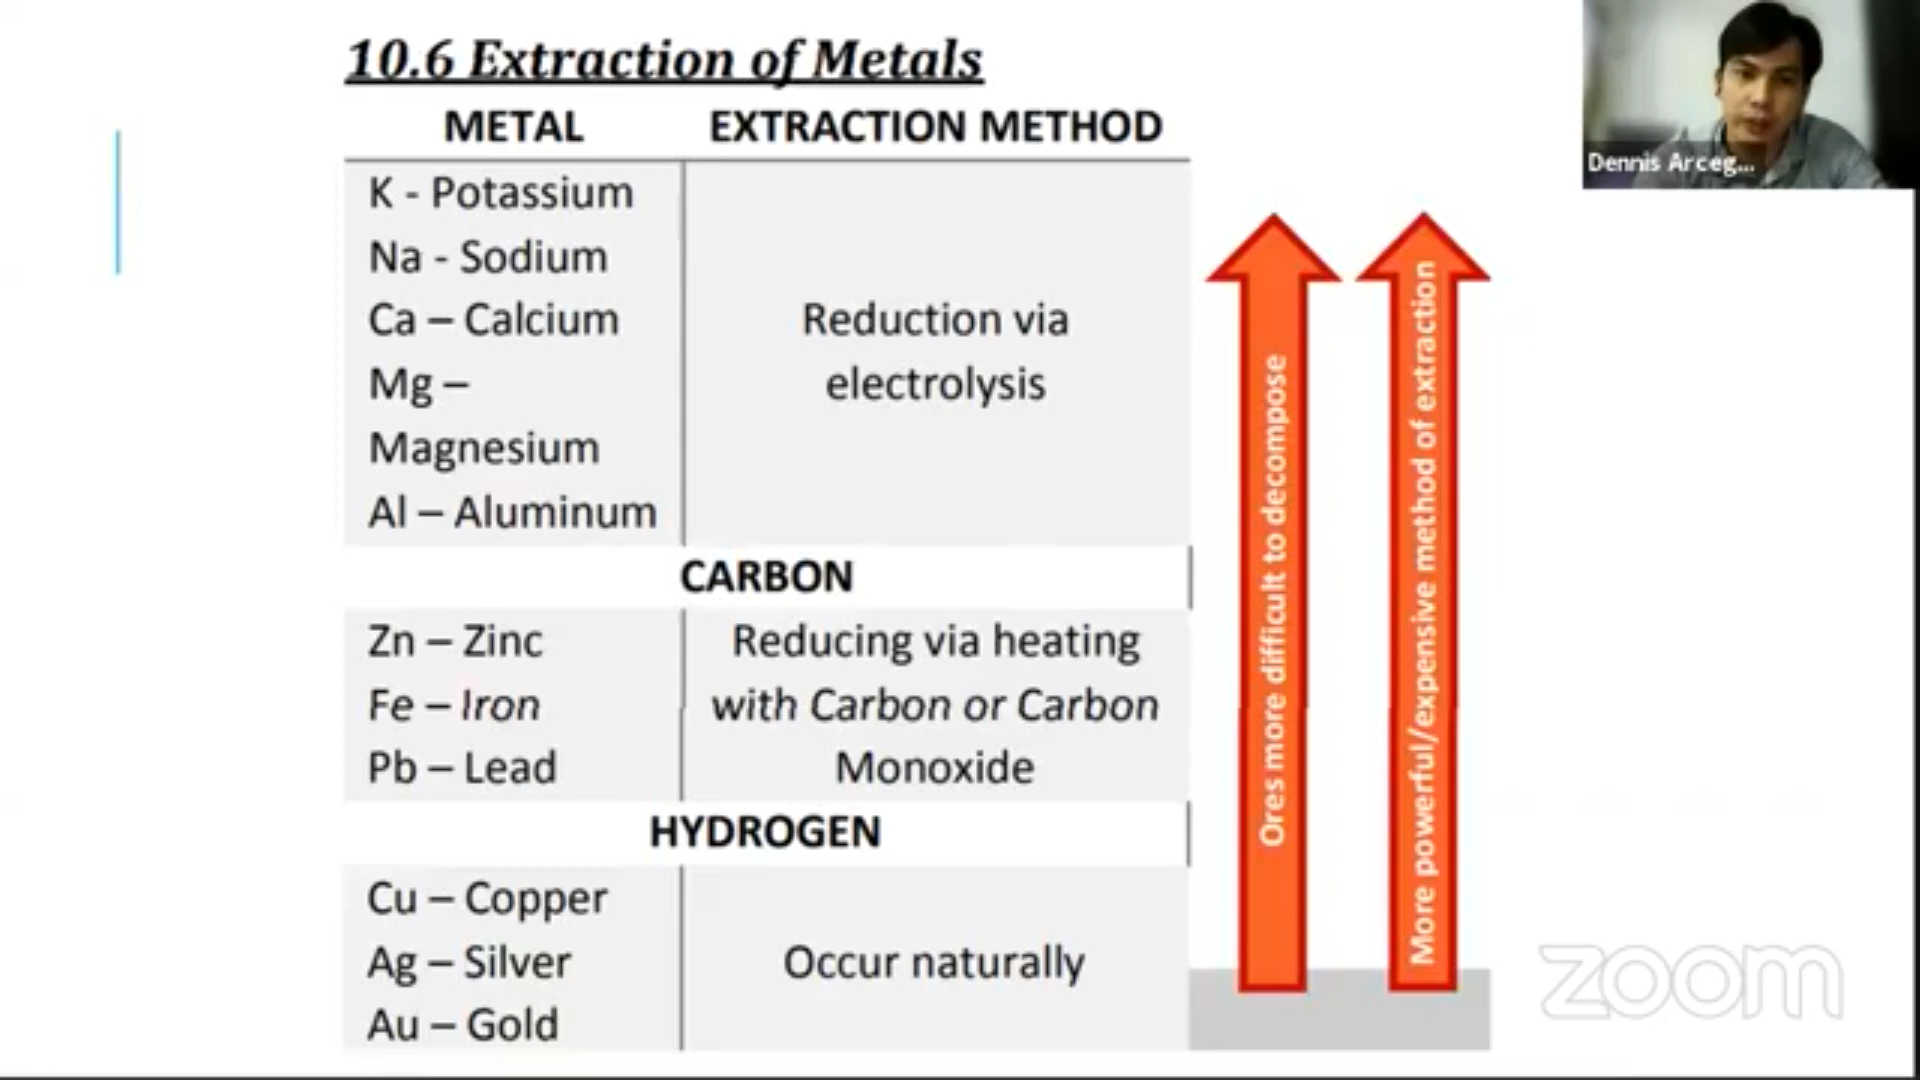 10.6 Extraction of Metals
METAL EXTRACTION METHOD
K - Potassium
Na - Sodium
Ca – Calcium
Mg –
Magnesium
Al – Aluminum
Reduction via
electrolysis
CARBON
Zn – Zinc
Fe – Iron
Pb – Lead
Reducing via heating
with Carbon or Carbon
Monoxide
HYDROGEN
Cu – Copper
Ag – Silver
Au – Gold
Occur naturally
Ores more difficult to decompose
More powerful/expensive method of extraction
Dennis Arceg...
zoom